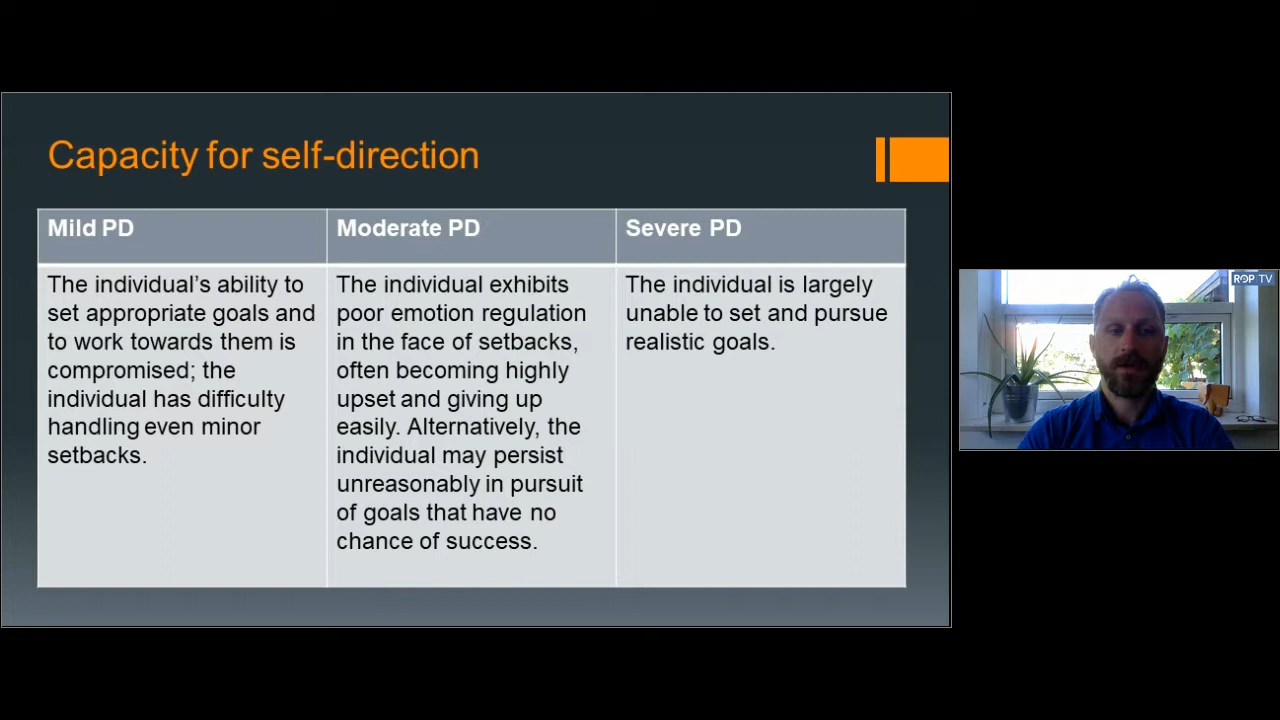 Capacity for self-direction
Mild PD
The individual's ability to
set appropriate goals and
to work towards them is
compromised; the
individual has difficulty
handling even minor
setbacks.
Moderate PD
The individual exhibits
poor emotion regulation
in the face of setbacks,
often becoming highly
upset and giving up
easily. Alternatively, the
individual may persist
unreasonably in pursuit
of goals that have no
chance of success.
Severe PD
The individual is largely
unable to set and pursue
realistic goals.
ROP TV